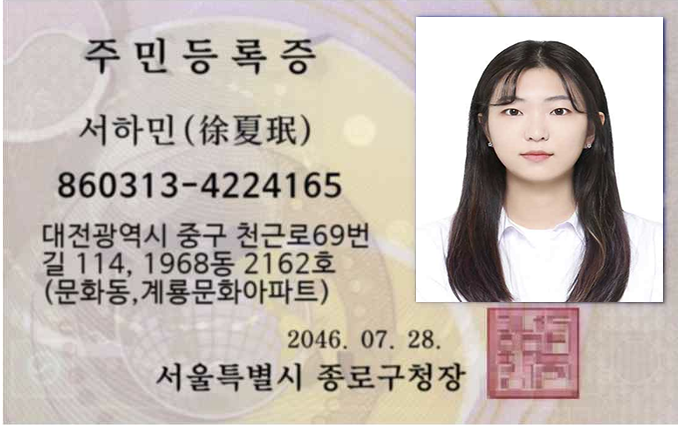 주민등록증
서하민(徐夏珉)
860313-4224165
대전광역시 중구 천근로69번
길 114, 1968동 2162호
(문화동,계룡문화아파트)
2046. 07. 28.
서울특별시 종로구청장